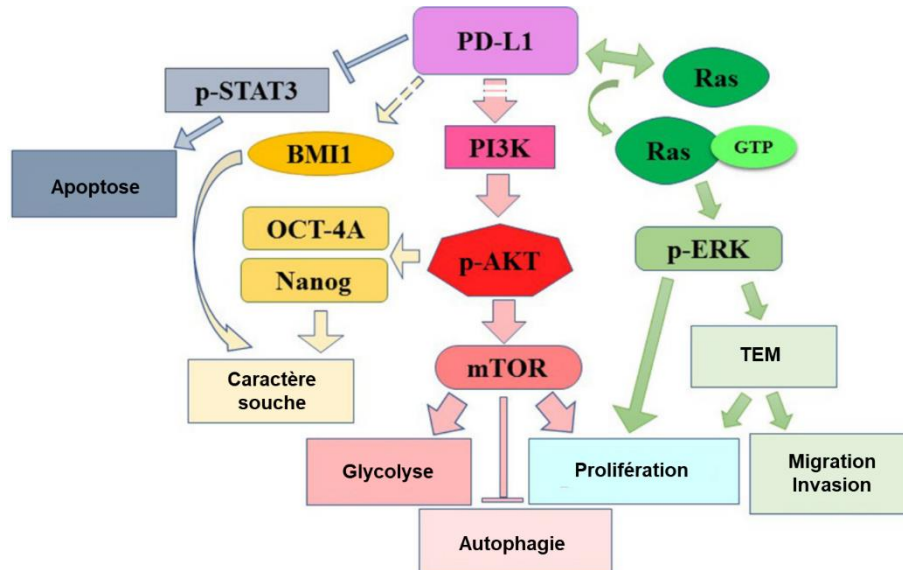 PD-L1
p-STAT3
Ras
BMI1
PI3K
Ras
GTP
Apoptose
OCT-4A
p-AKT
p-ERK
Nanog
TEM
Caractère
souche
mTOR
Glycolyse
Prolifération
Migration
Invasion
Autophagie